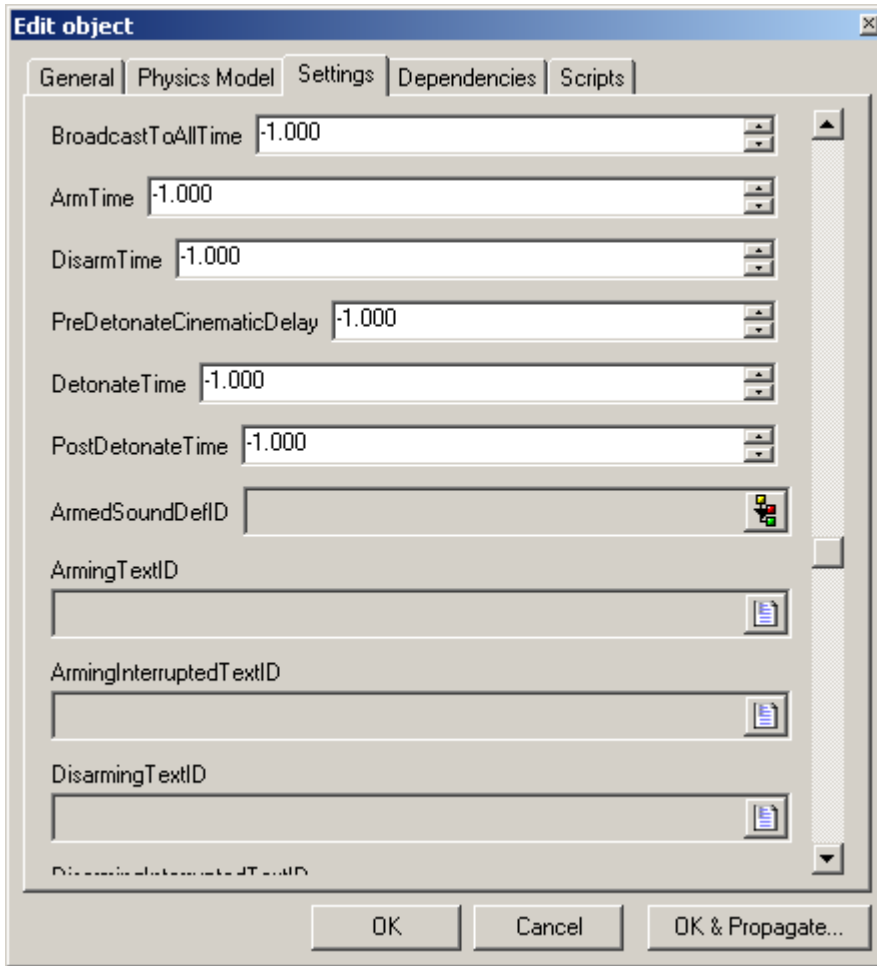 Edit object
General Physics Model Settings Dependencies Scripts
BroadcastToAllTime -1.000
ArmTime -1.000
DisarmTime -1.000
PreDetonateCinematicDelay -1.000
DetonateTime -1.000
PostDetonateTime -1.000
ArmedSoundDefID
ArmingTextID
ArmingInterruptedTextID
DisarmingTextID
DisarmingInterruptedTextID
OK Cancel OK & Propagate...